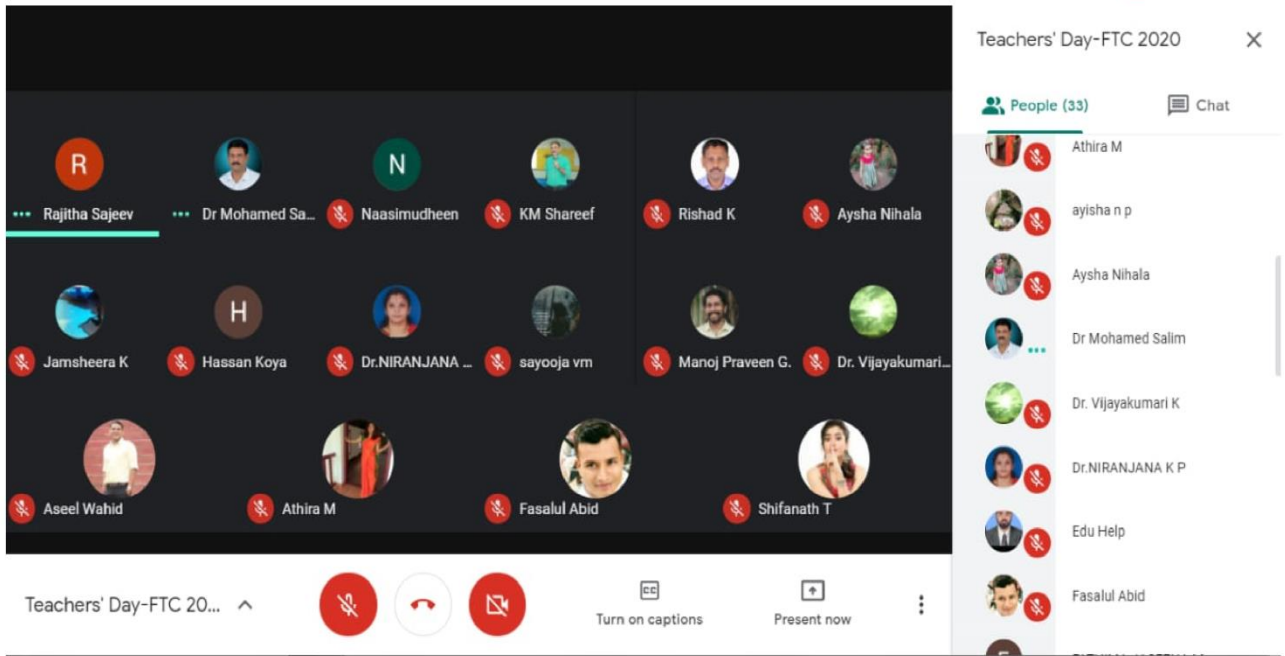 Teachers' Day-FTC 2020
People (33)
Chat
R
N
Rajitha Sajeev
Dr Mohamed Sa...
Naasimudheen
KM Shareef
Rishad K
Aysha Nihala
H
Jamsheera K
Hassan Koya
Dr.NIRANJANA ...
sayooja vm
Manoj Praveen G.
Dr. Vijayakumari...
Aseel Wahid
Athira M
Fasalul Abid
Shifanath T
Teachers' Day-FTC 20...
CC
Turn on captions
Present now
Athira M
ayisha n p
Aysha Nihala
Dr Mohamed Salim
Dr. Vijayakumari K
Dr.NIRANJANA K P
Edu Help
Fasalul Abid